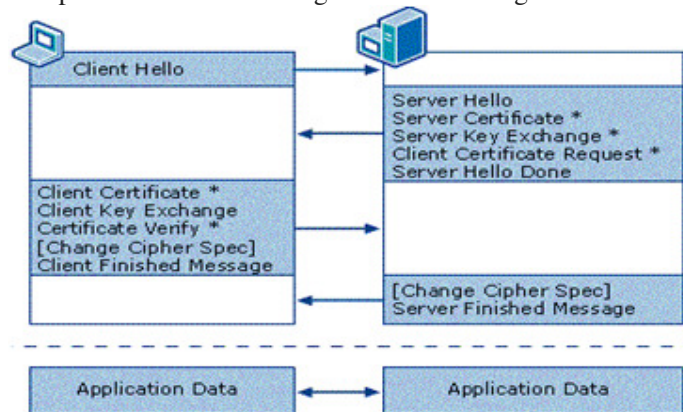 Client Hello
Server Hello
Server Certificate *
Server Key Exchange *
Client Certificate Request *
Server Hello Done
Client Certificate *
Client Key Exchange
Certificate Verify *
[Change Cipher Spec]
Client Finished Message
[Change Cipher Spec]
Server Finished Message
Application Data
Application Data